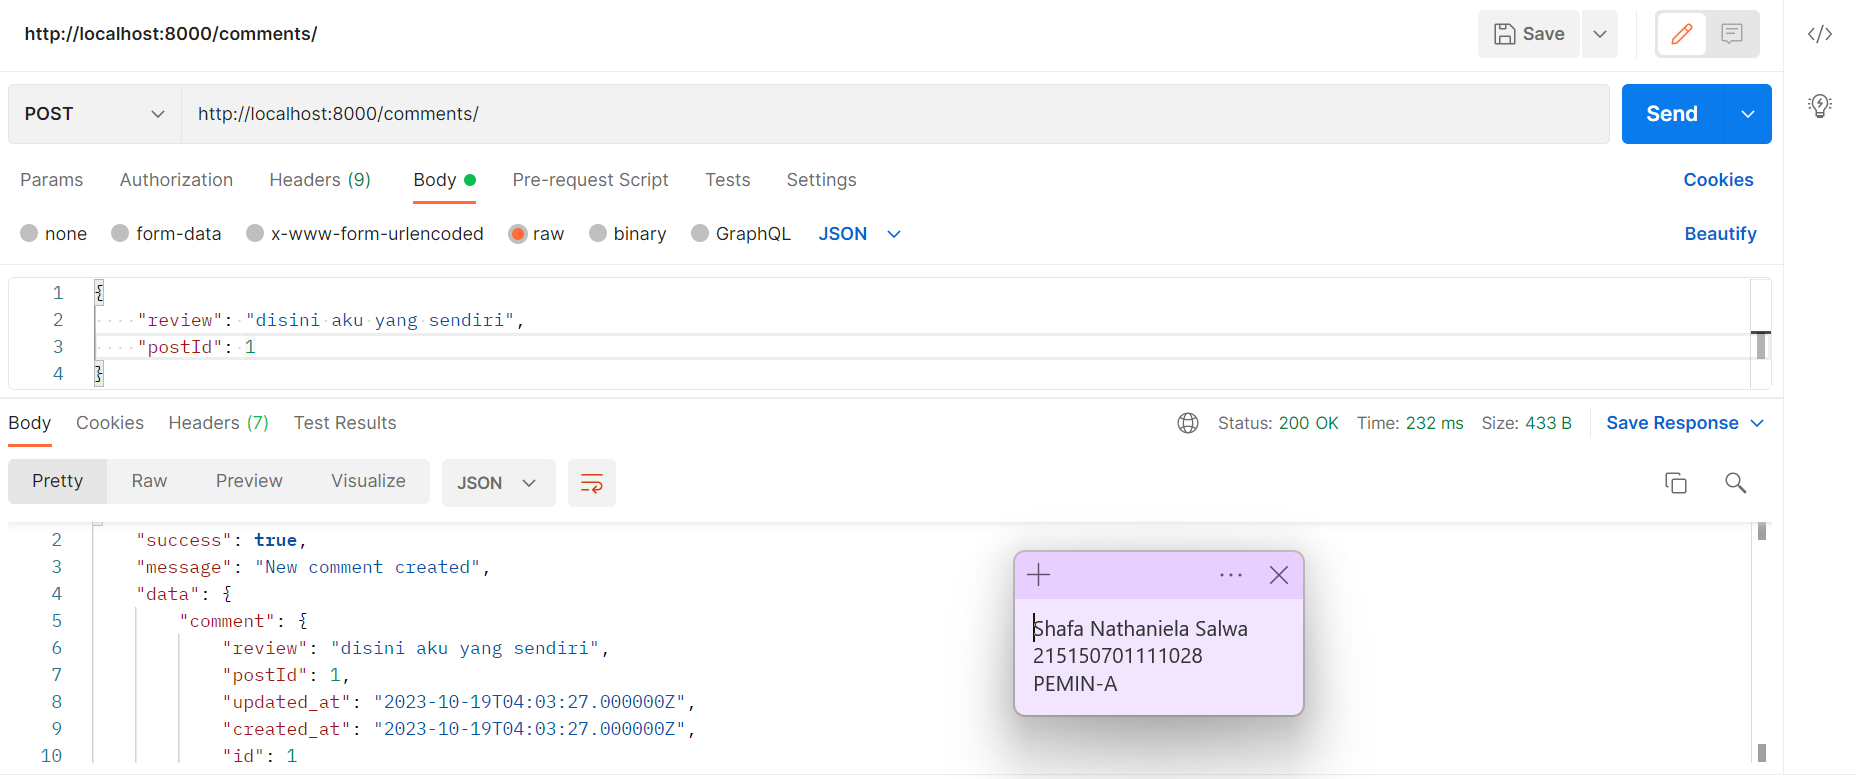 http://localhost:8000/comments/
Save
POST
http://localhost:8000/comments/
Send
Params Authorization Headers (9) Body Pre-request Script Tests Settings Cookies
none form-data x-www-form-urlencoded raw binary GraphQL JSON Beautify
1 {
2 "review": "disini aku yang sendiri",
3 "postId": 1
4 }
Body Cookies Headers (7) Test Results Status: 200 OK Time: 232 ms Size: 433 B Save Response
Pretty Raw Preview Visualize JSON
2 "success": true,
3 "message": "New comment created",
4 "data": {
5 "comment": {
6 "review": "disini aku yang sendiri",
7 "postId": 1,
8 "updated_at": "2023-10-19T04:03:27.000000Z",
9 "created_at": "2023-10-19T04:03:27.000000Z",
10 "id": 1
Shafa Nathaniela Salwa
215150701111028
PEMIN-A